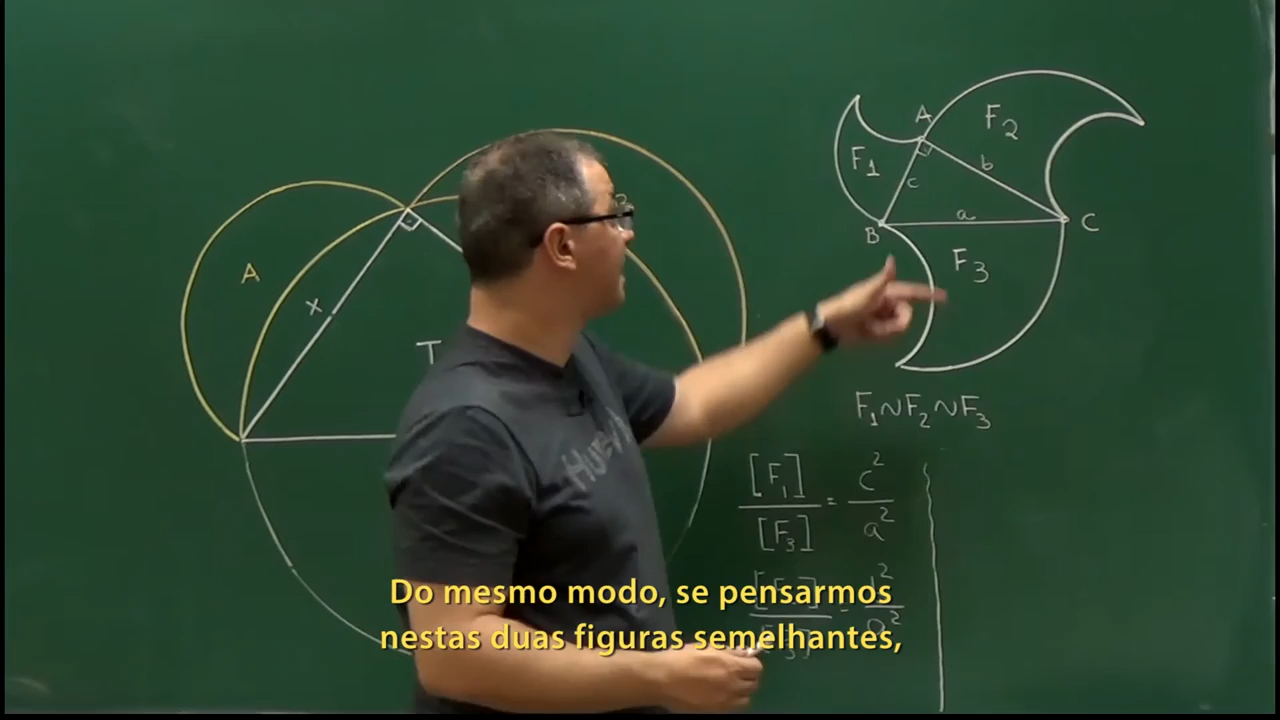 A
X
T
A
F₂
F₁
c
b
B
a
C
F₃
F₁~F₂~F₃
[F₁]/[F₃] = c²/a²
Do mesmo modo, se pensarmos
nestas duas figuras semelhantes,